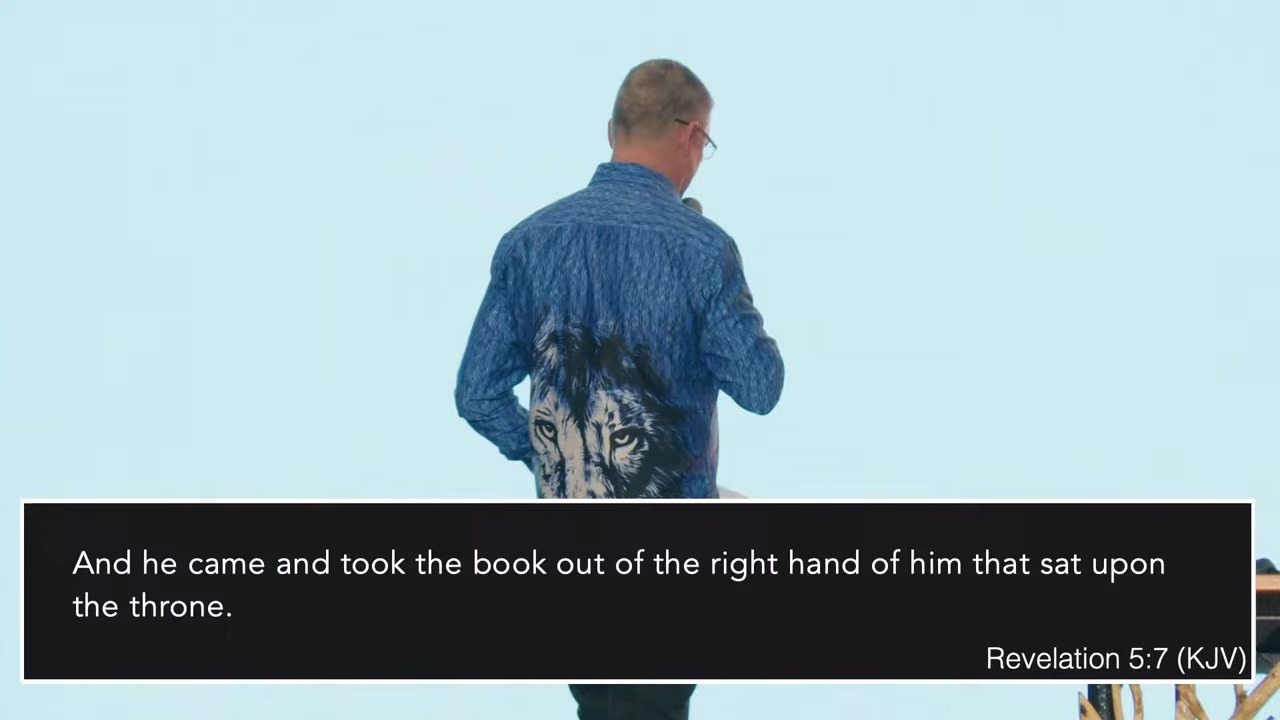 And he came and took the book out of the right hand of him that sat upon
the throne.
Revelation 5:7 (KJV)